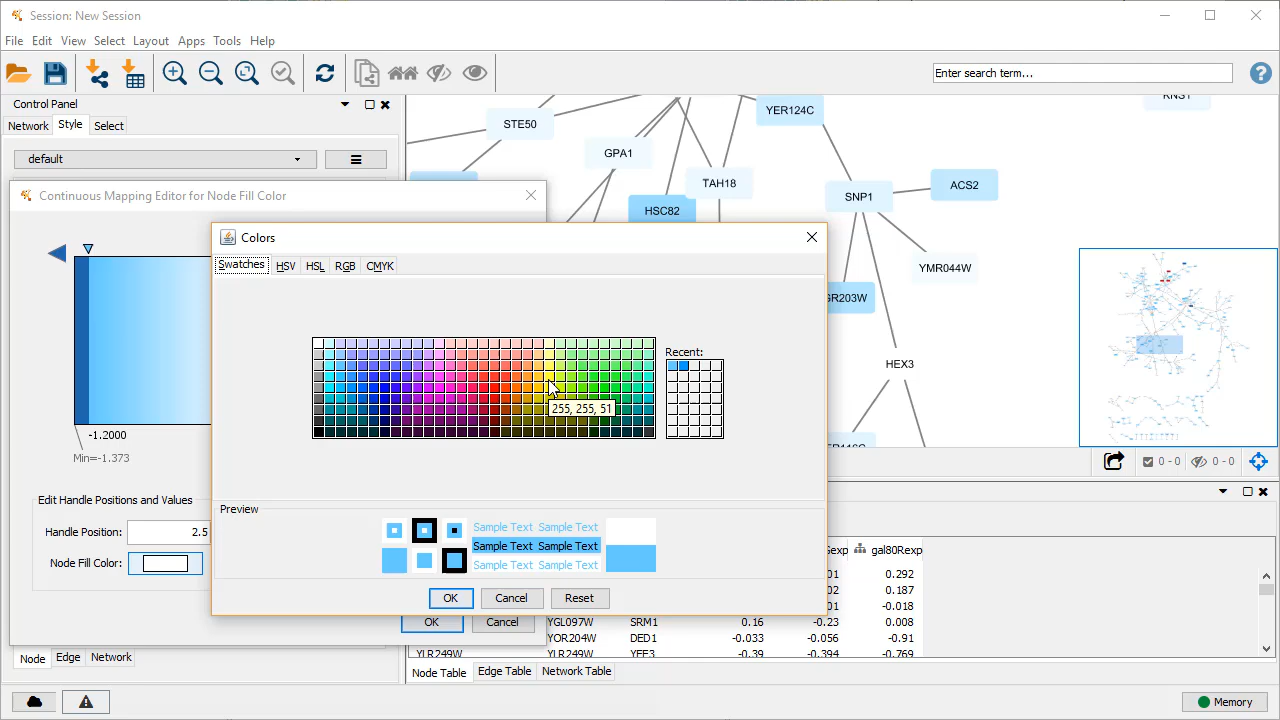 Session: New Session
File Edit View Select Layout Apps Tools Help
Enter search term...
Control Panel
Network Style Select
default
Continuous Mapping Editor for Node Fill Color
-1.2000
Min=-1.373
Edit Handle Positions and Values
Handle Position: 2.5
Node Fill Color:
OK Cancel
Colors
Swatches HSV HSL RGB CMYK
Recent:
255, 255, 51
Preview
Sample Text Sample Text
Sample Text Sample Text
Sample Text Sample Text
OK Cancel Reset
STE50
YER124C
KNS1
GPA1
TAH18
HSC82
SNP1
ACS2
YMR044W
GR203W
HEX3
0 - 0 0 - 0
gal80Rexp
01 0.292
02 0.187
01 -0.018
YGL097W SRM1 0.16 -0.23 0.008
YOR204W DED1 -0.033 -0.056 -0.91
YLR249W YLR249W YEF3 -0.39 -0.394 -0.769
Node Edge Network
Node Table Edge Table Network Table
Memory